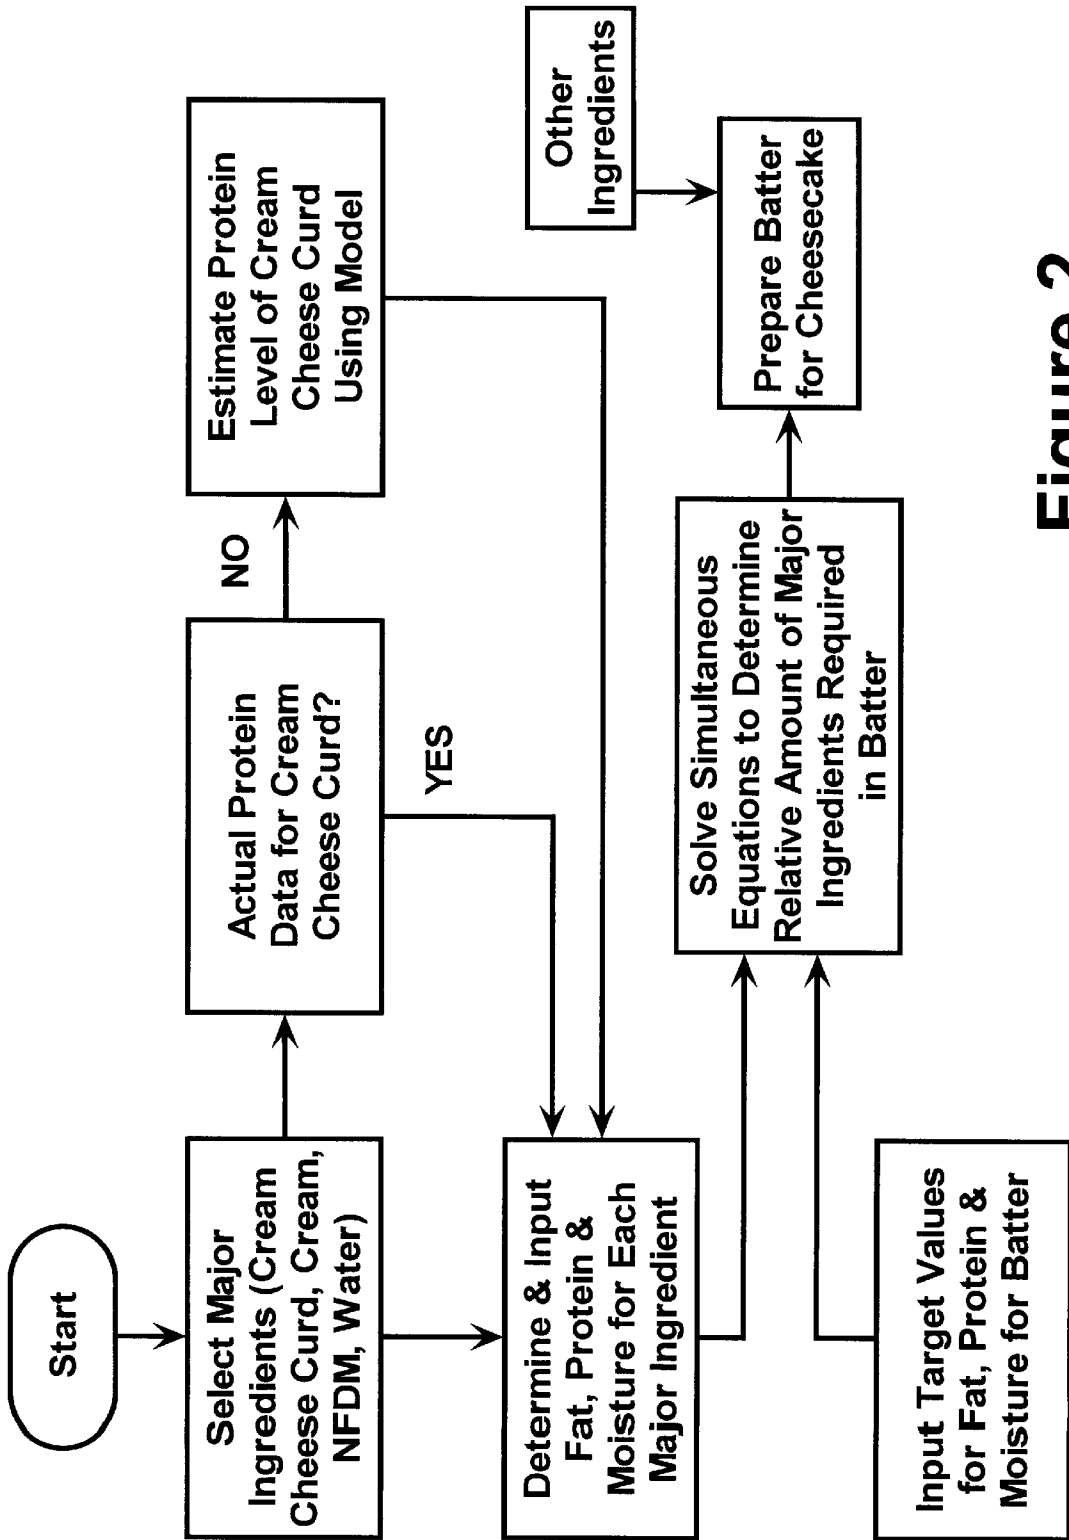 Start
Select Major
Ingredients (Cream
Cheese Curd, Cream,
NFDM, Water)
Actual Protein
Data for Cream
Cheese Curd?
NO
Estimate Protein
Level of Cream
Cheese Curd
Using Model
YES
Determine & Input
Fat, Protein &
Moisture for Each
Major Ingredient
Input Target Values
for Fat, Protein &
Moisture for Batter
Solve Simultaneous
Equations to Determine
Relative Amount of Major
Ingredients Required
in Batter
Other
Ingredients
Prepare Batter
for Cheesecake
Figure 2